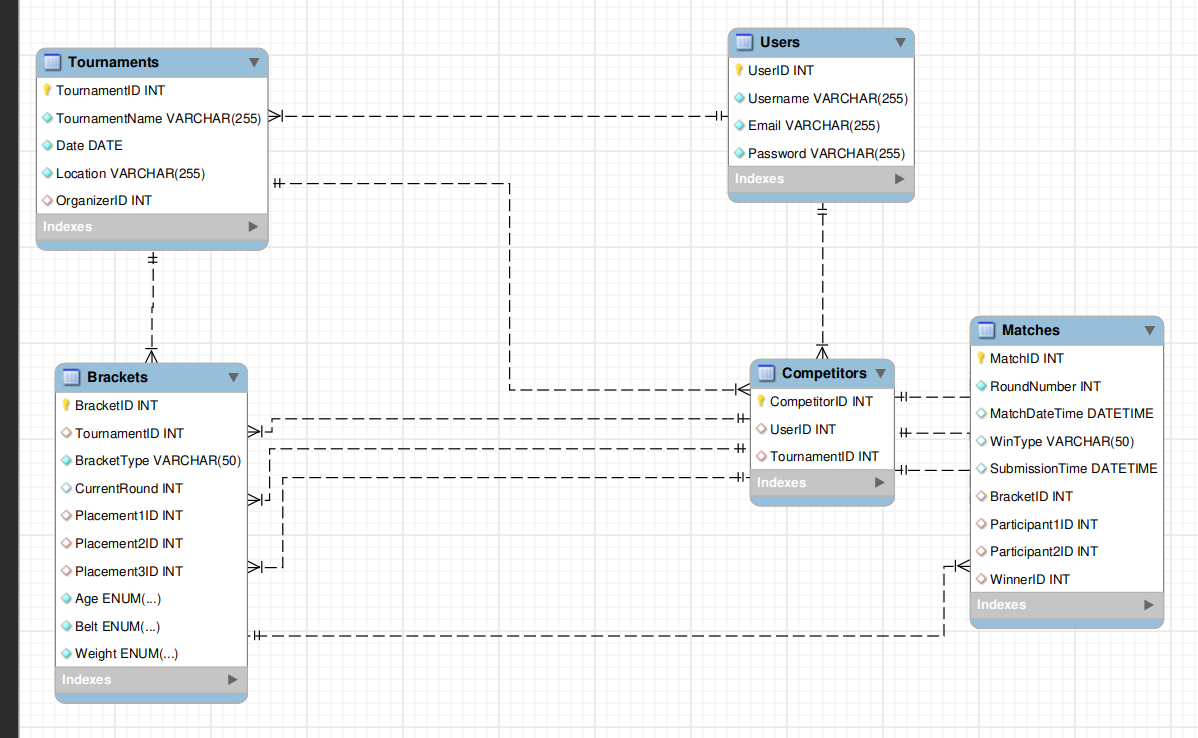 Tournaments
TournamentID INT
TournamentName VARCHAR(255)
Date DATE
Location VARCHAR(255)
OrganizerID INT
Indexes
Users
UserID INT
Username VARCHAR(255)
Email VARCHAR(255)
Password VARCHAR(255)
Indexes
Brackets
BracketID INT
TournamentID INT
BracketType VARCHAR(50)
CurrentRound INT
Placement1ID INT
Placement2ID INT
Placement3ID INT
Age ENUM(...)
Belt ENUM(...)
Weight ENUM(...)
Indexes
Competitors
CompetitorID INT
UserID INT
TournamentID INT
Indexes
Matches
MatchID INT
RoundNumber INT
MatchDateTime DATETIME
WinType VARCHAR(50)
SubmissionTime DATETIME
BracketID INT
Participant1ID INT
Participant2ID INT
WinnerID INT
Indexes